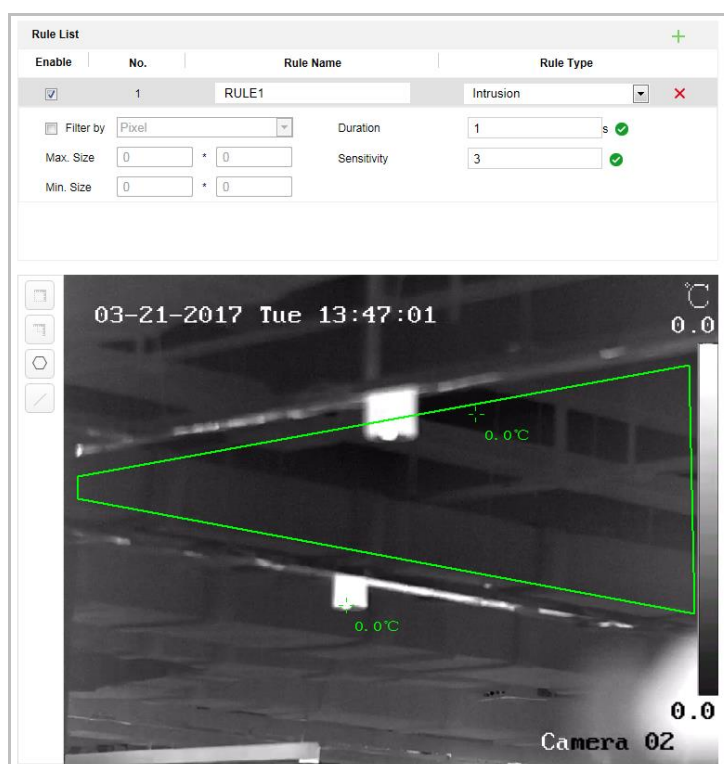 Rule List
Enable No. Rule Name Rule Type
1 RULE1 Intrusion
Filter by Pixel Duration 1 s
Max. Size 0 * 0 Sensitivity 3
Min. Size 0 * 0
℃
03-21-2017 Tue 13:47:01
0.0
0.0℃
0.0℃
0.0
Camera 02